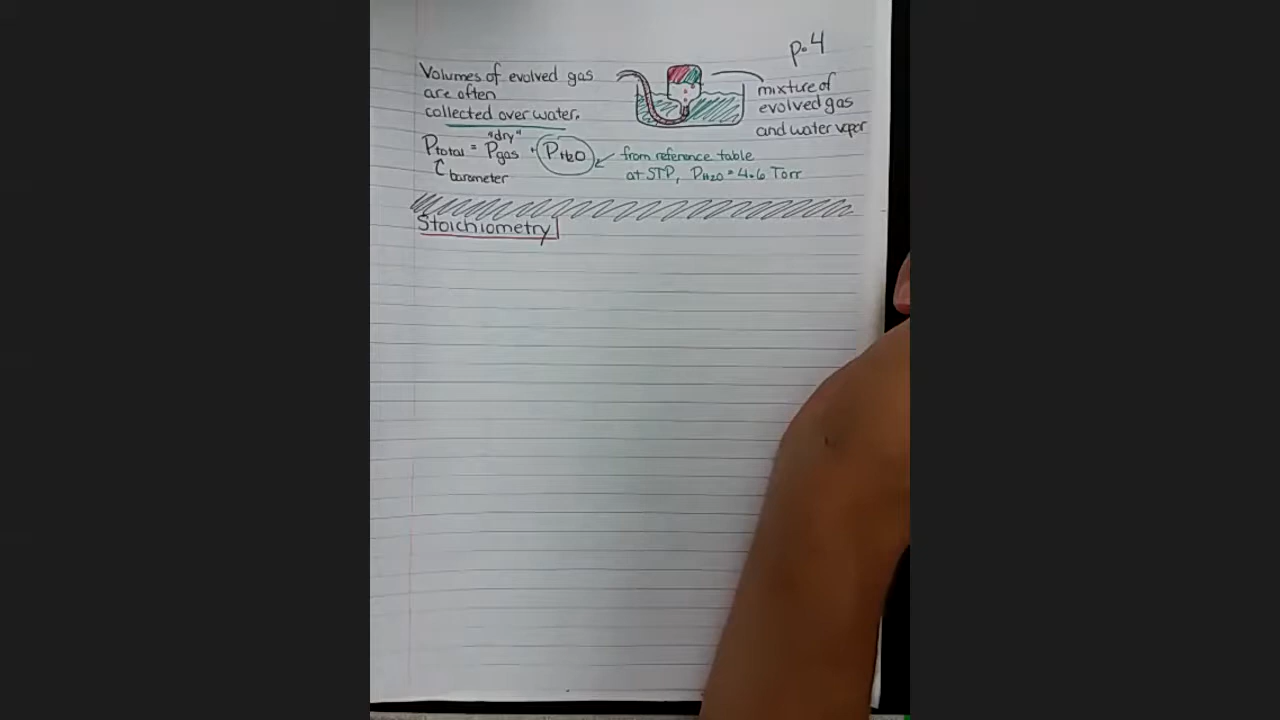 p.4
Volumes of evolved gas
are often
collected over water.
mixture of
evolved gas
and water vapor
"dry"
Ptotal = Pgas + PH2O
barometer
from reference table
at STP, PH2O = 4.6 Torr
Stoichiometry